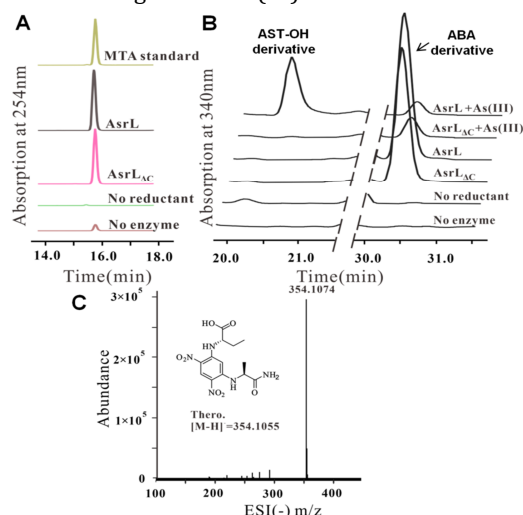 A
MTA standard
AsrL
AsrLΔC
No reductant
No enzyme
Absorption at 254nm
14.0 16.0 18.0
Time(min)
B
AST-OH
derivative
ABA
derivative
AsrL +As(III)
AsrLΔC +As(III)
AsrL
AsrLΔC
No reductant
No enzyme
Absorption at 340nm
20.0 21.0 30.0 31.0
Time(min)
C
354.1074
3×10⁵
2×10⁵
1×10⁵
0
Abundance
HO O
HN
O₂N
NO₂
N
H
NH₂
O
Thero.
[M-H]⁻=354.1055
100 200 300 400
ESI(-) m/z